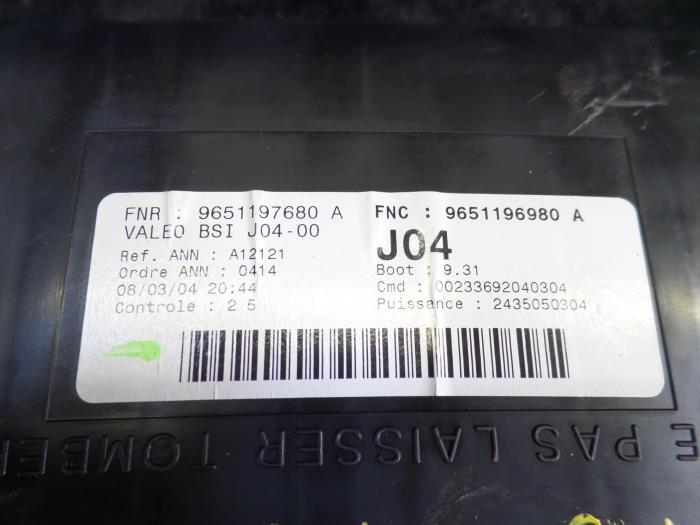 FNR : 9651197680 A
VALEO BSI J04-00
Ref. ANN : A12121
Ordre ANN : 0414
08/03/04 20:44
Controle : 2 5
FNC : 9651196980 A
J04
Boot : 9.31
Cmd : 00233692040304
Puissance : 2435050304
E PAS LAISSER TOMBE